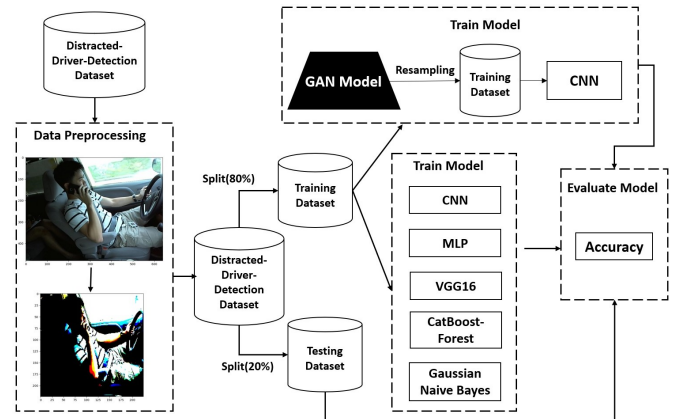 Distracted-
Driver-Detection
Dataset
Data Preprocessing
Split(80%)
Training
Dataset
Distracted-
Driver-
Detection
Dataset
Split(20%)
Testing
Dataset
Train Model
GAN Model
Resampling
Training
Dataset
CNN
Train Model
CNN
MLP
VGG16
CatBoost-
Forest
Gaussian
Naive Bayes
Evaluate Model
Accuracy